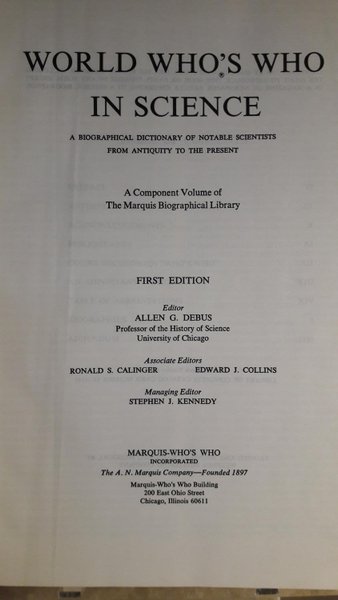 WORLD WHO'S WHO
®
IN SCIENCE
A BIOGRAPHICAL DICTIONARY OF NOTABLE SCIENTISTS
FROM ANTIQUITY TO THE PRESENT
A Component Volume of
The Marquis Biographical Library
FIRST EDITION
Editor
ALLEN G. DEBUS
Professor of the History of Science
University of Chicago
Associate Editors
RONALD S. CALINGER EDWARD J. COLLINS
Managing Editor
STEPHEN J. KENNEDY
MARQUIS-WHO'S WHO
INCORPORATED
The A. N. Marquis Company—Founded 1897
Marquis-Who's Who Building
200 East Ohio Street
Chicago, Illinois 60611